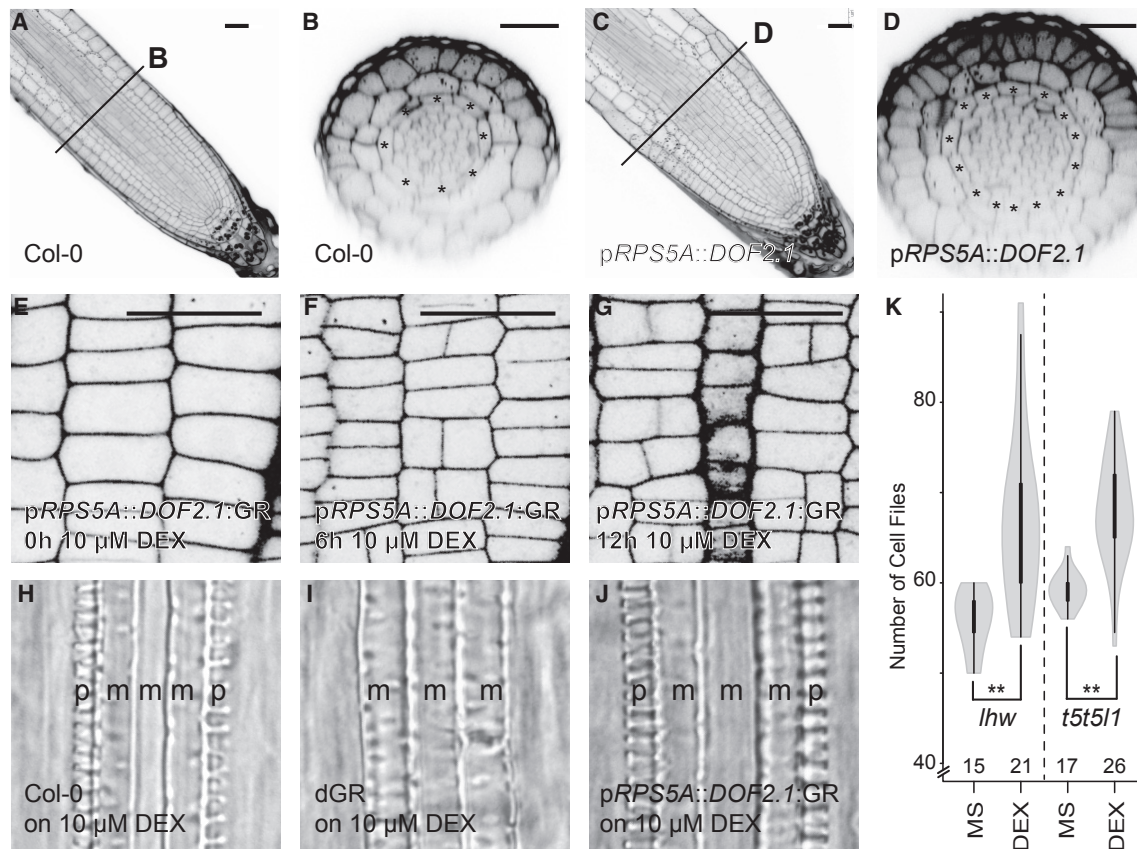 A
B
Col-0
B
Col-0
* * * * * * * *
C
D
pRPS5A::DOF2.1
D
pRPS5A::DOF2.1
* * * * * * * * * * * * * *
E
pRPS5A::DOF2.1:GR
0h 10 µM DEX
F
pRPS5A::DOF2.1:GR
6h 10 µM DEX
G
pRPS5A::DOF2.1:GR
12h 10 µM DEX
H
p m m m p
Col-0
on 10 µM DEX
I
m m m
dGR
on 10 µM DEX
J
p m m m p
pRPS5A::DOF2.1:GR
on 10 µM DEX
K
Number of Cell Files
80
60
40
** **
lhw t5t5l1
15 21 17 26
MS DEX MS DEX